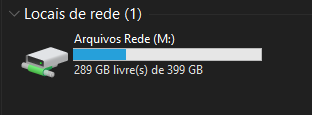 Locais de rede (1)
Arquivos Rede (M:)
289 GB livre(s) de 399 GB